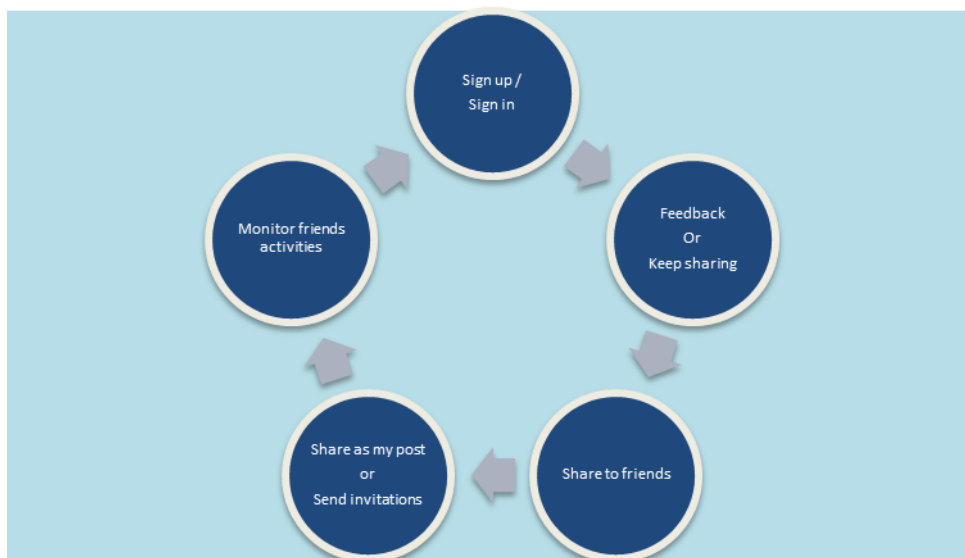 Sign up /
Sign in
Feedback
Or
Keep sharing
Share to friends
Share as my post
or
Send invitations
Monitor friends
activities